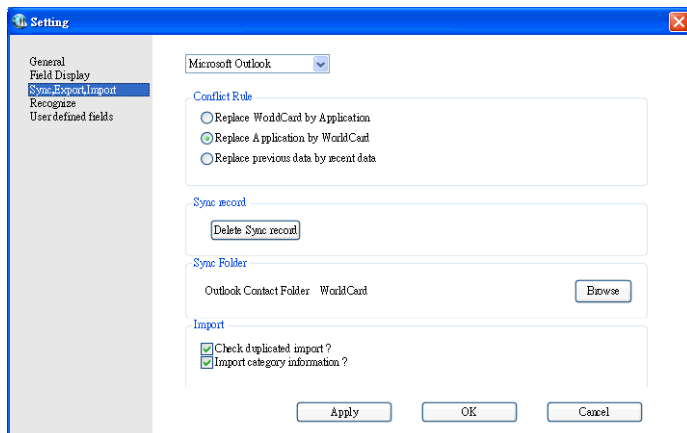 Setting
General
Field Display
Sync,Export,Import
Recognize
User defined fields
Microsoft Outlook
Conflict Rule
Replace WorldCard by Application
Replace Application by WorldCard
Replace previous data by recent data
Sync record
Delete Sync record
Sync Folder
Outlook Contact Folder WorldCard Browse
Import
Check duplicated import ?
Import category information ?
Apply OK Cancel